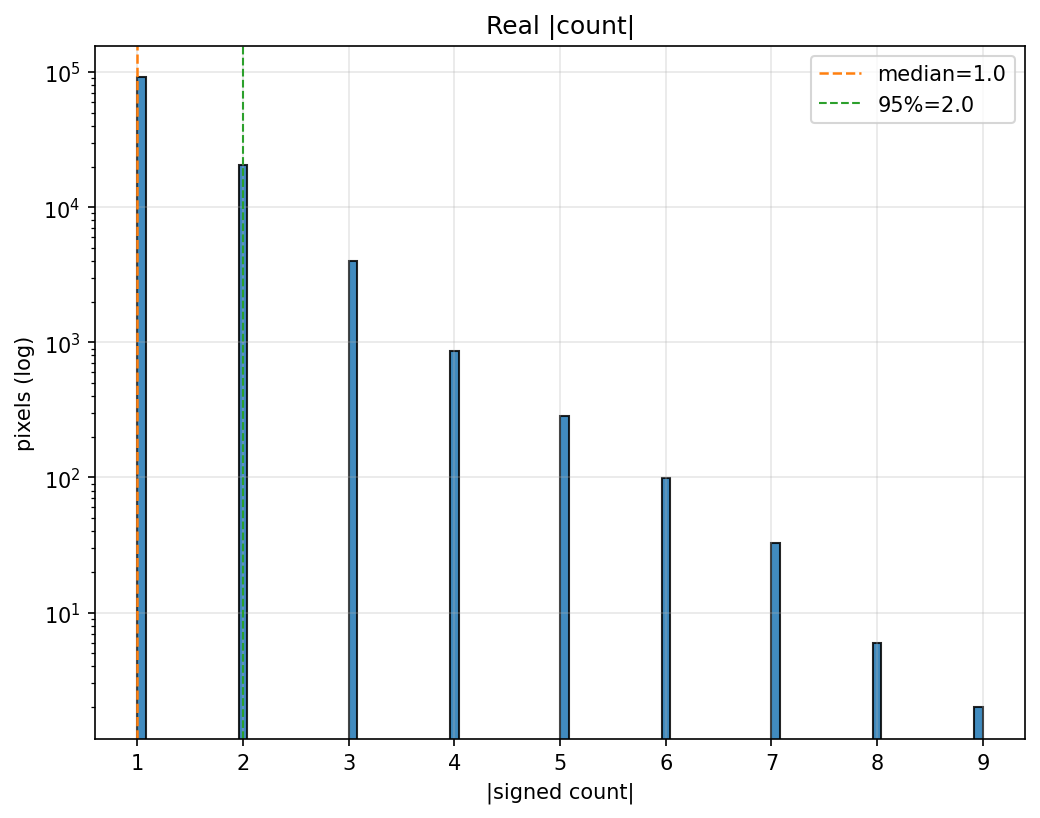 Real |count|
median=1.0
95%=2.0
pixels (log)
10^5
10^4
10^3
10^2
10^1
1 2 3 4 5 6 7 8 9
|signed count|